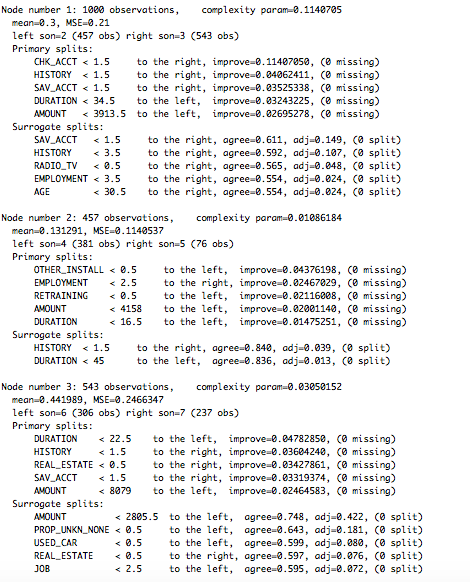 Node number 1: 1000 observations,    complexity param=0.1140705
  mean=0.3, MSE=0.21
  left son=2 (457 obs) right son=3 (543 obs)
  Primary splits:
      CHK_ACCT < 1.5     to the right, improve=0.11407050, (0 missing)
      HISTORY  < 1.5     to the right, improve=0.04062411, (0 missing)
      SAV_ACCT < 1.5     to the right, improve=0.03525338, (0 missing)
      DURATION < 34.5    to the left,  improve=0.03243225, (0 missing)
      AMOUNT   < 3913.5  to the left,  improve=0.02695278, (0 missing)
  Surrogate splits:
      SAV_ACCT   < 1.5     to the right, agree=0.611, adj=0.149, (0 split)
      HISTORY    < 3.5     to the right, agree=0.592, adj=0.107, (0 split)
      RADIO_TV   < 0.5     to the right, agree=0.565, adj=0.048, (0 split)
      EMPLOYMENT < 3.5     to the right, agree=0.554, adj=0.024, (0 split)
      AGE        < 30.5    to the right, agree=0.554, adj=0.024, (0 split)

Node number 2: 457 observations,    complexity param=0.01086184
  mean=0.131291, MSE=0.1140537
  left son=4 (381 obs) right son=5 (76 obs)
  Primary splits:
      OTHER_INSTALL < 0.5     to the left,  improve=0.04376198, (0 missing)
      EMPLOYMENT    < 2.5     to the right, improve=0.02467029, (0 missing)
      RETRAINING    < 0.5     to the left,  improve=0.02116008, (0 missing)
      AMOUNT        < 4158    to the left,  improve=0.02001140, (0 missing)
      DURATION      < 16.5    to the left,  improve=0.01475251, (0 missing)
  Surrogate splits:
      HISTORY  < 1.5     to the right, agree=0.840, adj=0.039, (0 split)
      DURATION < 45      to the left,  agree=0.836, adj=0.013, (0 split)

Node number 3: 543 observations,    complexity param=0.03050152
  mean=0.441989, MSE=0.2466347
  left son=6 (306 obs) right son=7 (237 obs)
  Primary splits:
      DURATION    < 22.5    to the left,  improve=0.04782850, (0 missing)
      HISTORY     < 1.5     to the right, improve=0.03604240, (0 missing)
      REAL_ESTATE < 0.5     to the right, improve=0.03427861, (0 missing)
      SAV_ACCT    < 1.5     to the right, improve=0.03319374, (0 missing)
      AMOUNT      < 8079    to the left,  improve=0.02464583, (0 missing)
  Surrogate splits:
      AMOUNT         < 2805.5  to the left,  agree=0.748, adj=0.422, (0 split)
      PROP_UNKN_NONE < 0.5     to the left,  agree=0.643, adj=0.181, (0 split)
      USED_CAR       < 0.5     to the left,  agree=0.599, adj=0.080, (0 split)
      REAL_ESTATE    < 0.5     to the right, agree=0.597, adj=0.076, (0 split)
      JOB            < 2.5     to the left,  agree=0.595, adj=0.072, (0 split)